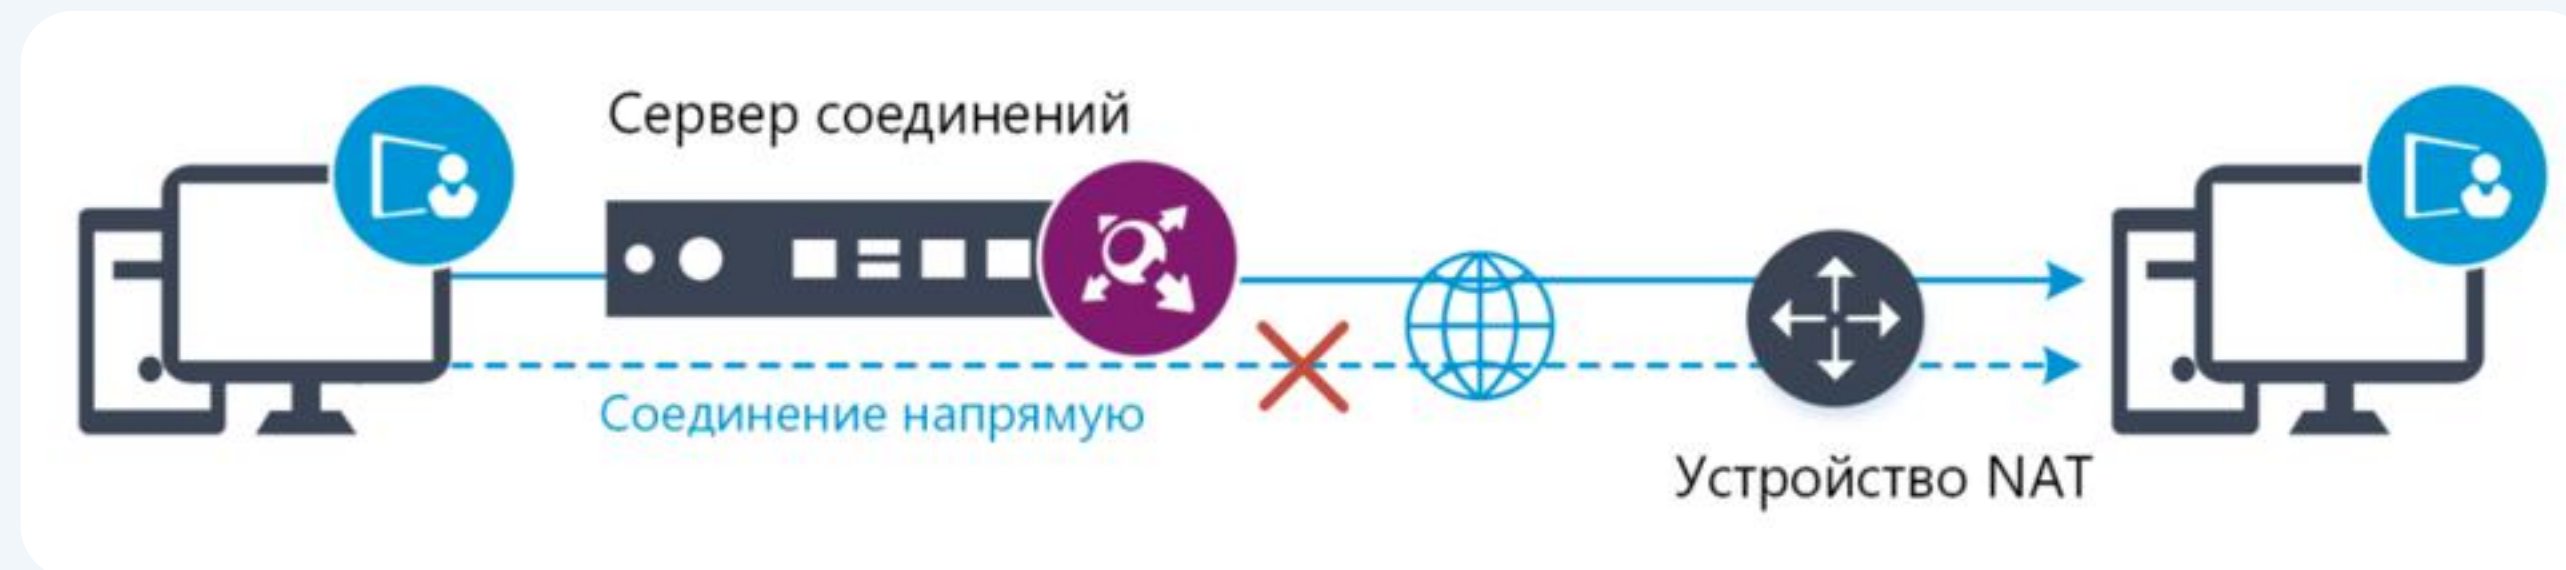 Сервер соединений
Соединение напрямую
Устройство NAT